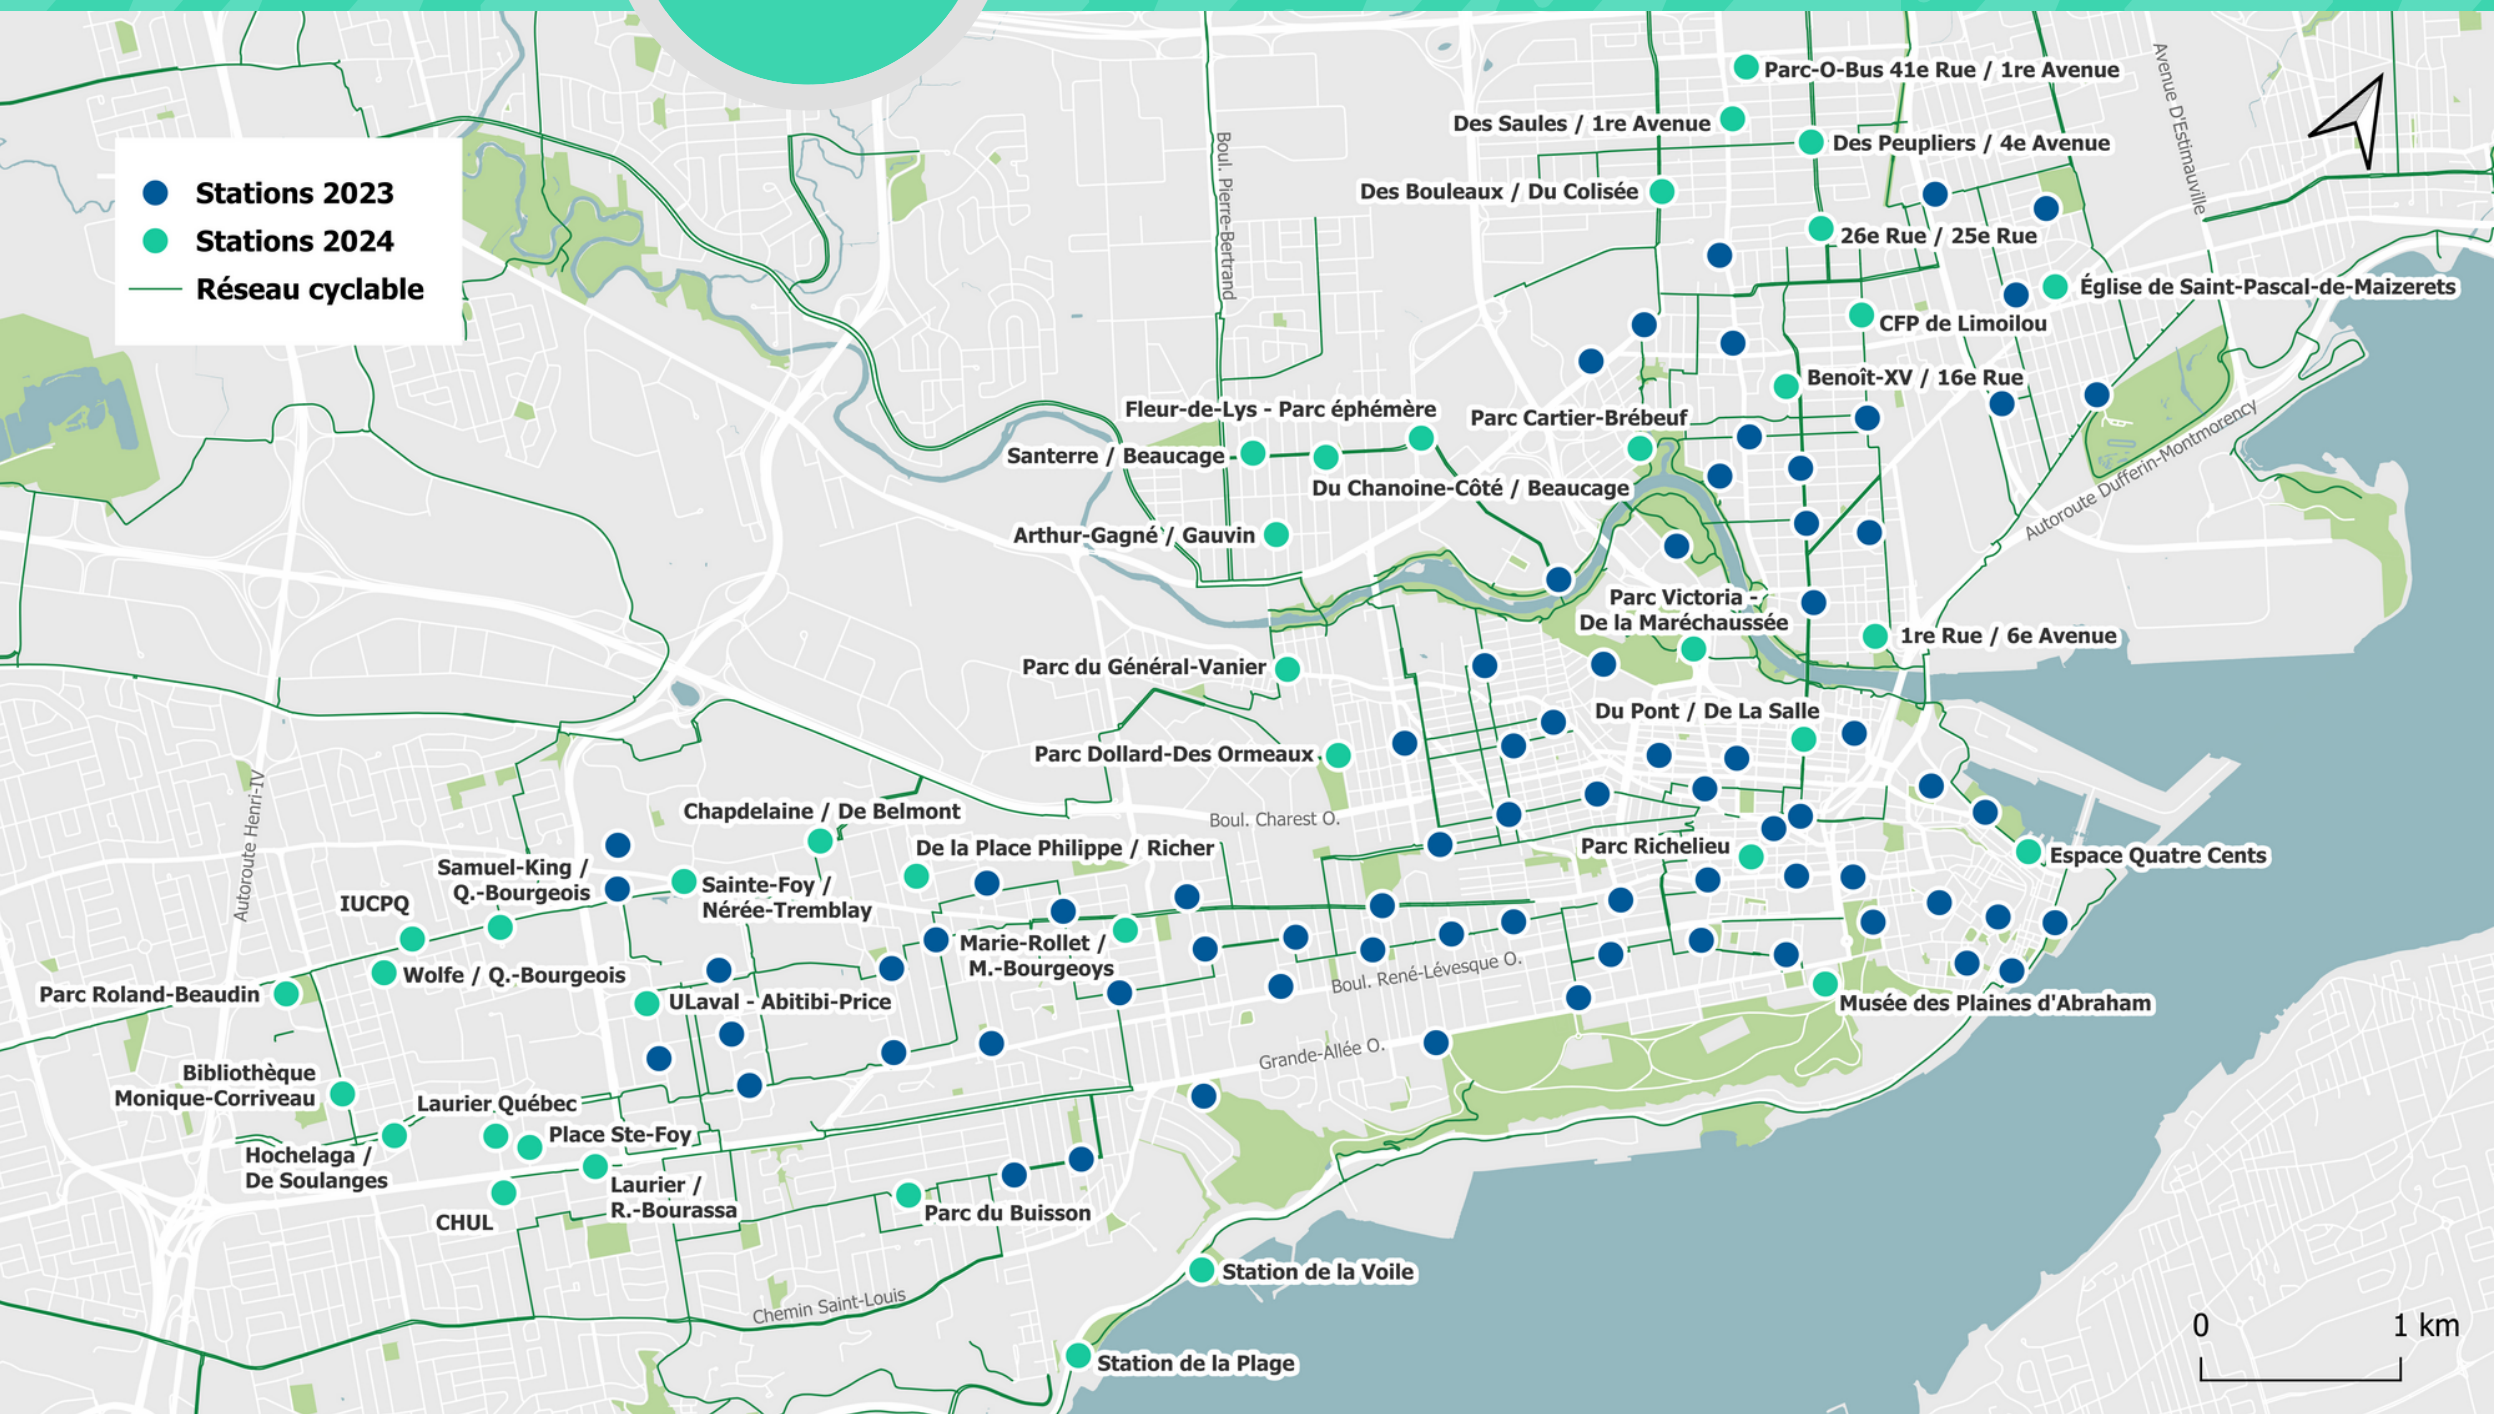 Stations 2023
Stations 2024
Réseau cyclable
Parc-O-Bus 41e Rue / 1re Avenue
Des Saules / 1re Avenue
Des Peupliers / 4e Avenue
Des Bouleaux / Du Colisée
26e Rue / 25e Rue
Église de Saint-Pascal-de-Maizerets
CFP de Limoilou
Benoît-XV / 16e Rue
Avenue D'Estimauville
Boul. Pierre-Bertrand
Autoroute Dufferin-Montmorency
Fleur-de-Lys - Parc éphémère
Parc Cartier-Brébeuf
Santerre / Beaucage
Du Chanoine-Côté / Beaucage
Arthur-Gagné / Gauvin
Parc Victoria -
De la Maréchaussée
1re Rue / 6e Avenue
Parc du Général-Vanier
Du Pont / De La Salle
Parc Dollard-Des Ormeaux
Autoroute Henri-IV
Chapdelaine / De Belmont
Boul. Charest O.
De la Place Philippe / Richer
Parc Richelieu
Espace Quatre Cents
Samuel-King /
Q.-Bourgeois
Sainte-Foy /
Nérée-Tremblay
IUCPQ
Marie-Rollet /
M.-Bourgeoys
Wolfe / Q.-Bourgeois
Boul. René-Lévesque O.
Parc Roland-Beaudin
ULaval - Abitibi-Price
Musée des Plaines d'Abraham
Grande-Allée O.
Bibliothèque
Monique-Corriveau
Laurier Québec
Place Ste-Foy
Hochelaga /
De Soulanges
Laurier /
R.-Bourassa
CHUL
Parc du Buisson
Station de la Voile
Chemin Saint-Louis
Station de la Plage
0 1 km